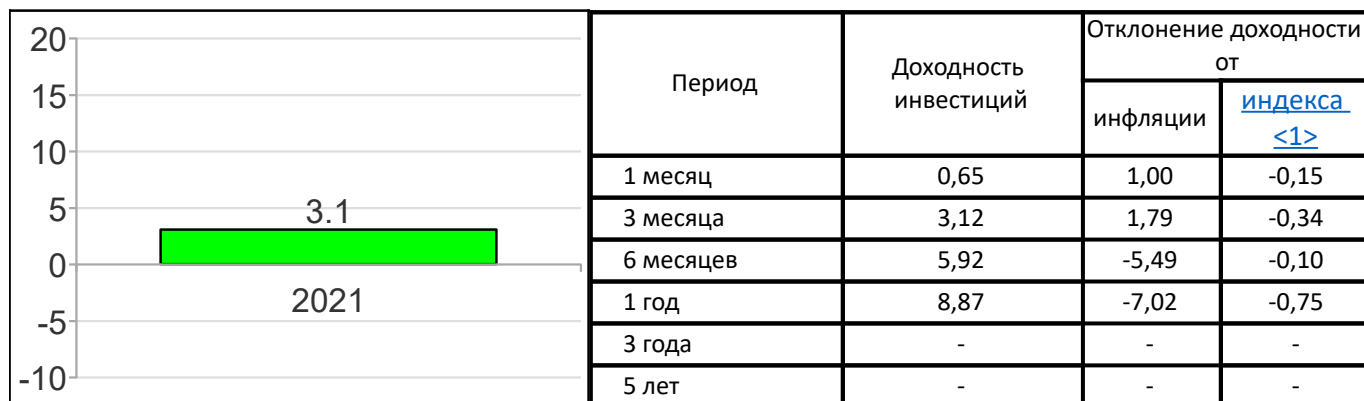 20
15
10
5
0
-5
-10
3.1
2021
Период
Доходность
инвестиций
Отклонение доходности
от
инфляции
индекса
<1>
1 месяц 0,65 1,00 -0,15
3 месяца 3,12 1,79 -0,34
6 месяцев 5,92 -5,49 -0,10
1 год 8,87 -7,02 -0,75
3 года - - -
5 лет - - -